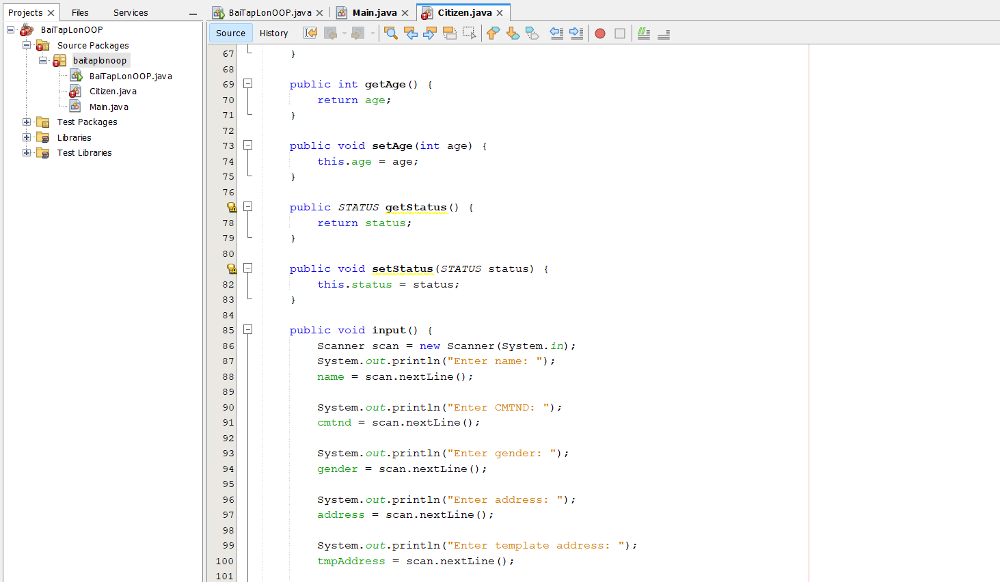 Projects
Files
Services
BaiTapLonOOP
Source Packages
baitaplonoop
BaiTapLonOOP.java
Citizen.java
Main.java
Test Packages
Libraries
Test Libraries
BaiTapLonOOP.java
Main.java
Citizen.java
Source
History
67 }
68
69 public int getAge() {
70 return age;
71 }
72
73 public void setAge(int age) {
74 this.age = age;
75 }
76
public STATUS getStatus() {
78 return status;
79 }
80
public void setStatus(STATUS status) {
82 this.status = status;
83 }
84
85 public void input() {
86 Scanner scan = new Scanner(System.in);
87 System.out.println("Enter name: ");
88 name = scan.nextLine();
89
90 System.out.println("Enter CMTND: ");
91 cmtnd = scan.nextLine();
92
93 System.out.println("Enter gender: ");
94 gender = scan.nextLine();
95
96 System.out.println("Enter address: ");
97 address = scan.nextLine();
98
99 System.out.println("Enter template address: ");
100 tmpAddress = scan.nextLine();
101